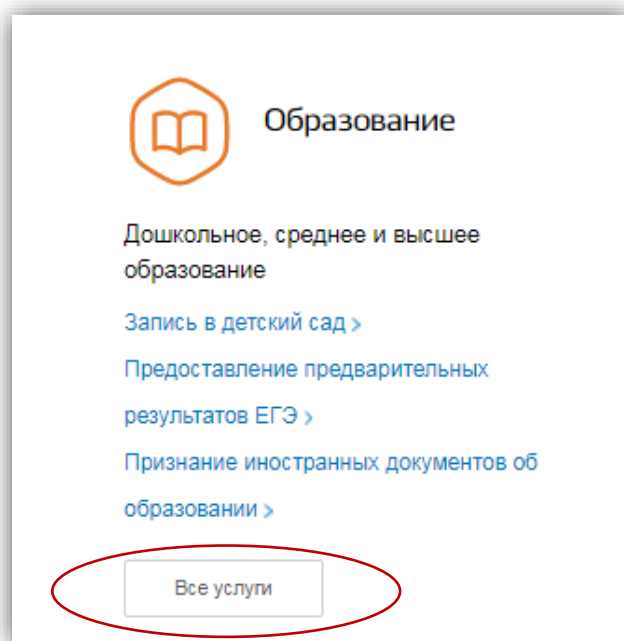 Образование
Дошкольное, среднее и высшее
образование
Запись в детский сад >
Предоставление предварительных
результатов ЕГЭ >
Признание иностранных документов об
образовании >
Все услуги